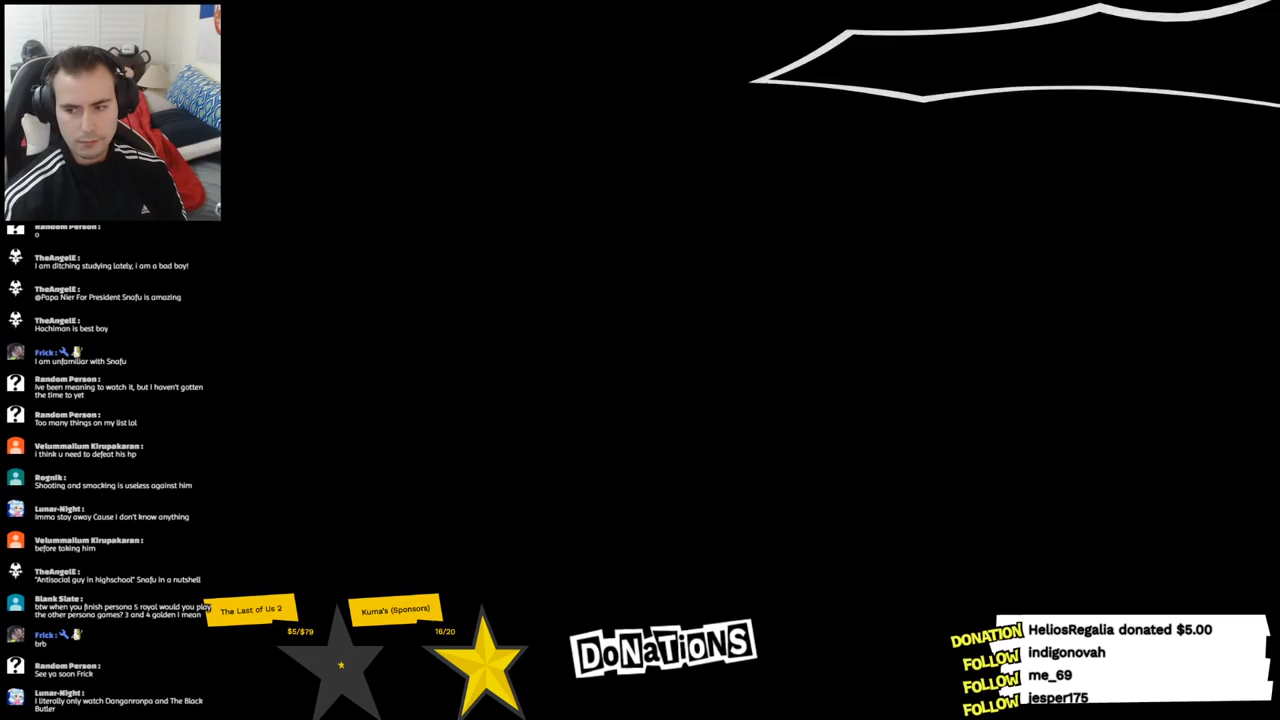 Random Person :
o
TheAngelE :
I am ditching studying lately, i am a bad boy!
TheAngelE :
@Papa Nier For President Snafu is amazing
TheAngelE :
Hachiman is best boy
Frick :
I am unfamiliar with Snafu
Random Person :
Ive been meaning to watch it, but I haven't gotten
the time to yet
Random Person :
Too many things on my list lol
Velummailum Kirupakaran :
i think u need to defeat his hp
Rognik :
Shooting and smacking is useless against him
Lunar-Night :
Imma stay away Cause I don't know anything
Velummailum Kirupakaran :
before taking him
TheAngelE :
"Antisocial guy in highschool" Snafu in a nutshell
Blank Slate :
btw when you finish persona 5 royal would you play
the other persona games? 3 and 4 golden I mean
Frick :
brb
Random Person :
See ya soon Frick
Lunar-Night :
I literally only watch Danganronpa and The Black
Butler
The Last of Us 2
$5/$79
Kuma's (Sponsors)
16/20
DoNaTiONS
DONATION HeliosRegalia donated $5.00
FOLLOW indigonovah
FOLLOW me_69
FOLLOW jesper175